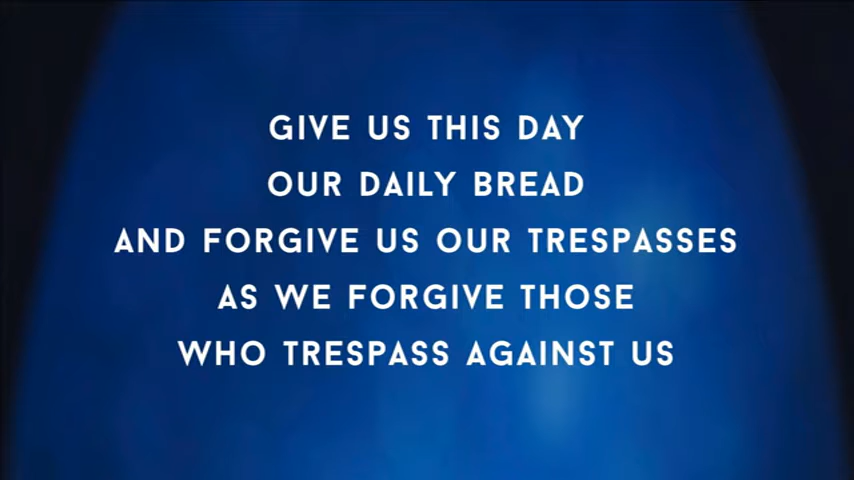 GIVE US THIS DAY
OUR DAILY BREAD
AND FORGIVE US OUR TRESPASSES
AS WE FORGIVE THOSE
WHO TRESPASS AGAINST US